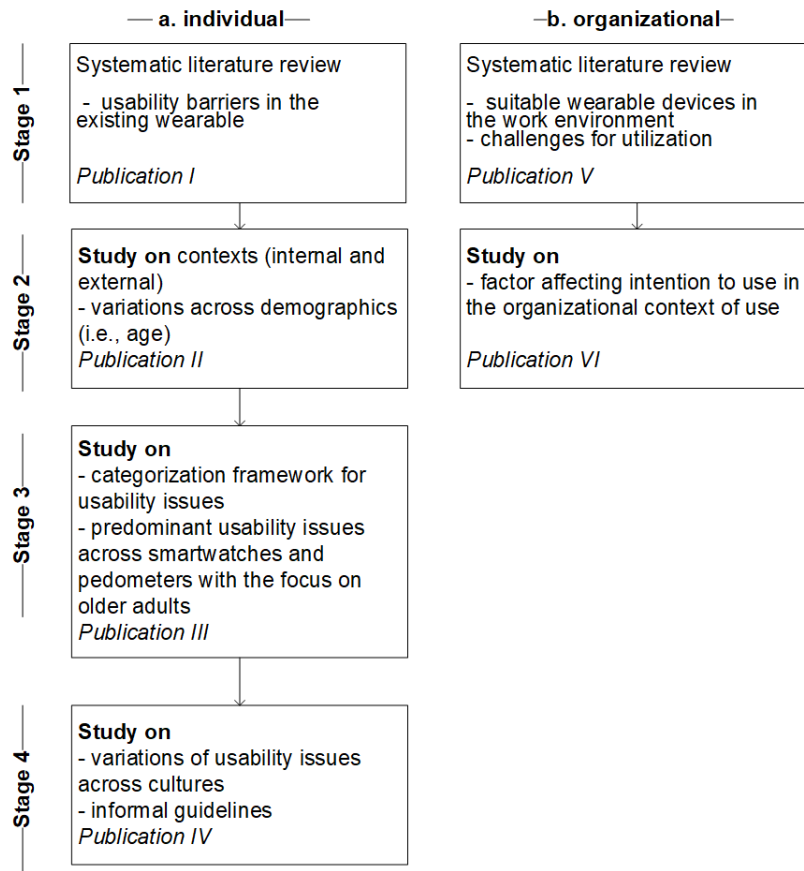 a. individual
b. organizational
Stage 1
Systematic literature review
- usability barriers in the
existing wearable
Publication I
Systematic literature review
- suitable wearable devices in
the work environment
- challenges for utilization
Publication V
Stage 2
Study on contexts (internal and
external)
- variations across demographics
(i.e., age)
Publication II
Study on
- factor affecting intention to use in
the organizational context of use
Publication VI
Stage 3
Study on
- categorization framework for
usability issues
- predominant usability issues
across smartwatches and
pedometers with the focus on
older adults
Publication III
Stage 4
Study on
- variations of usability issues
across cultures
- informal guidelines
Publication IV